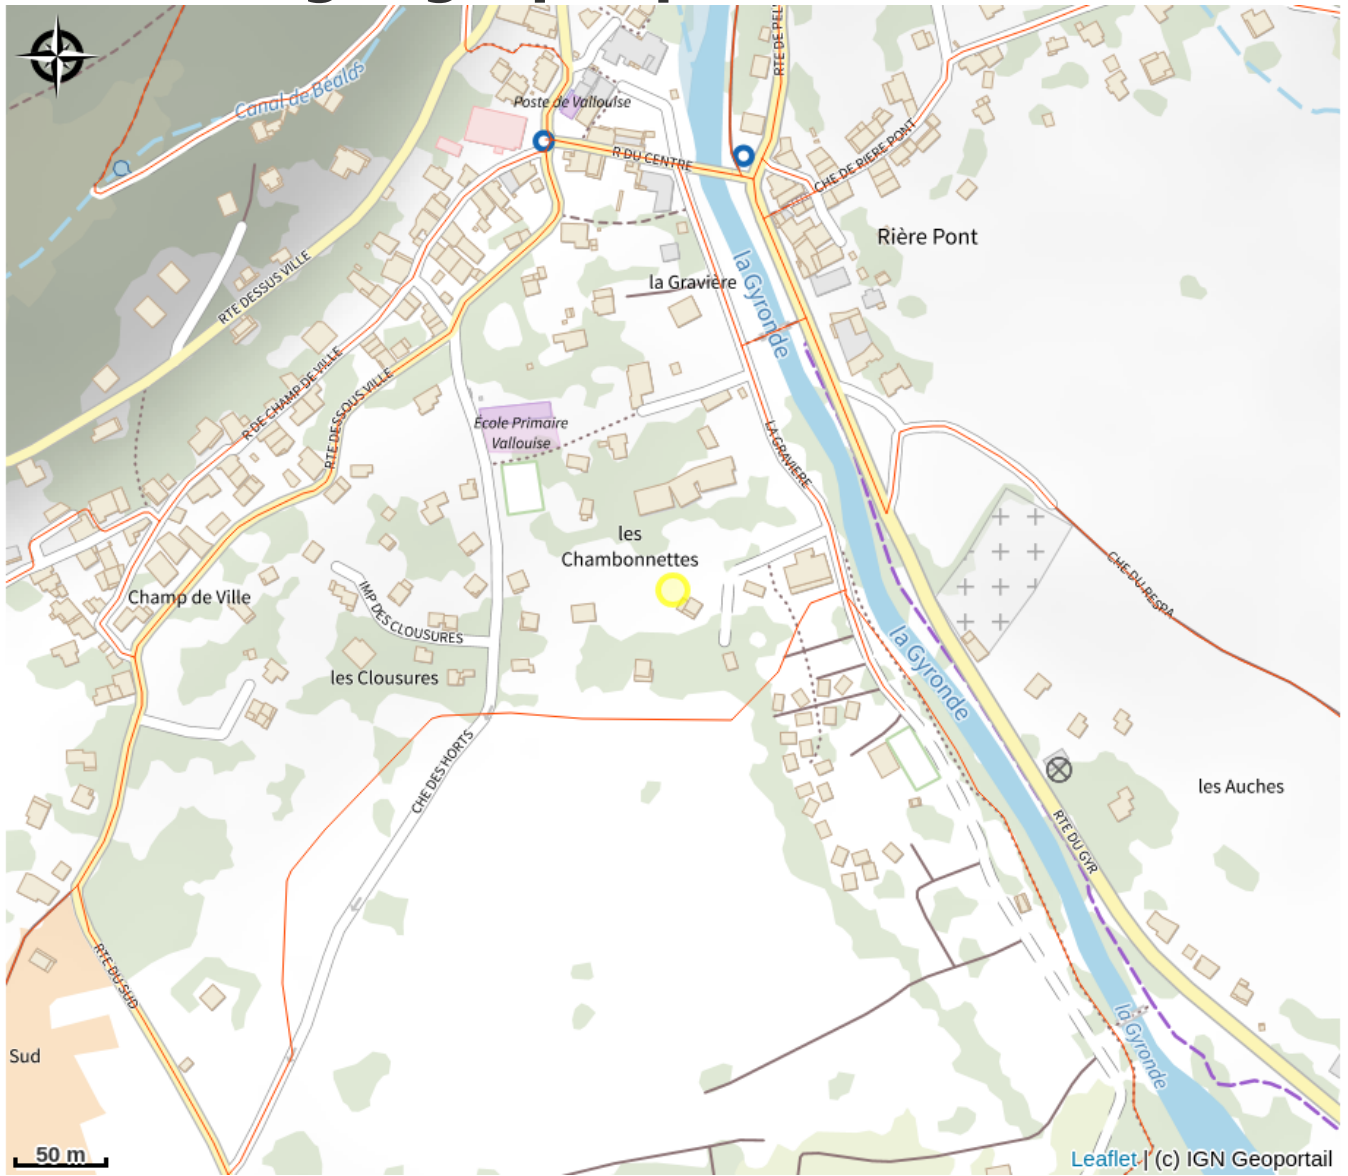 Canal de Béalas
Poste de Vallouise
RTE DE PEL
R DU CENTRE
CHE DE RIERE PONT
Rière Pont
RTE DESSUS VILLE
la Gravière
la Gyronde
R DE CHAMP DE VILLE
RTE DESSOUS VILLE
École Primaire
Vallouise
LA GRAVIERE
les
Chambonnettes
CHE DU RESPA
Champ de Ville
IMP DES CLOUSURES
les Clousures
la Gyronde
CHE DES HORTS
les Auches
RTE DU GYR
RTE DU SUD
Sud
la Gyronde
50 m
Leaflet | (c) IGN Geoportail